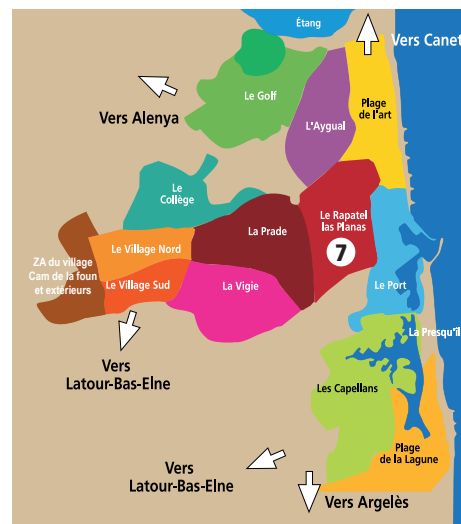 Étang
Vers Canet
Le Golf
Plage
de l'art
Vers Alenya
L'Aygual
Le
Collège
Le Rapatel
las Planas
La Prade
7
ZA du village
Cam de la foun
et extérieurs
Le Village Nord
Le Village Sud
La Vigie
Le Port
La Presqu'il
Vers
Latour-Bas-Elne
Les Capellans
Plage
de la Lagune
Vers
Latour-Bas-Elne
Vers Argelès